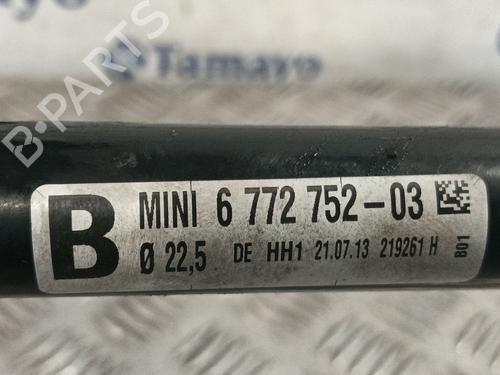 Tamayo
B-PARTS
B MINI 6 772 752-03
Ø 22,5 DE HH1 21.07.13 219261 H B01